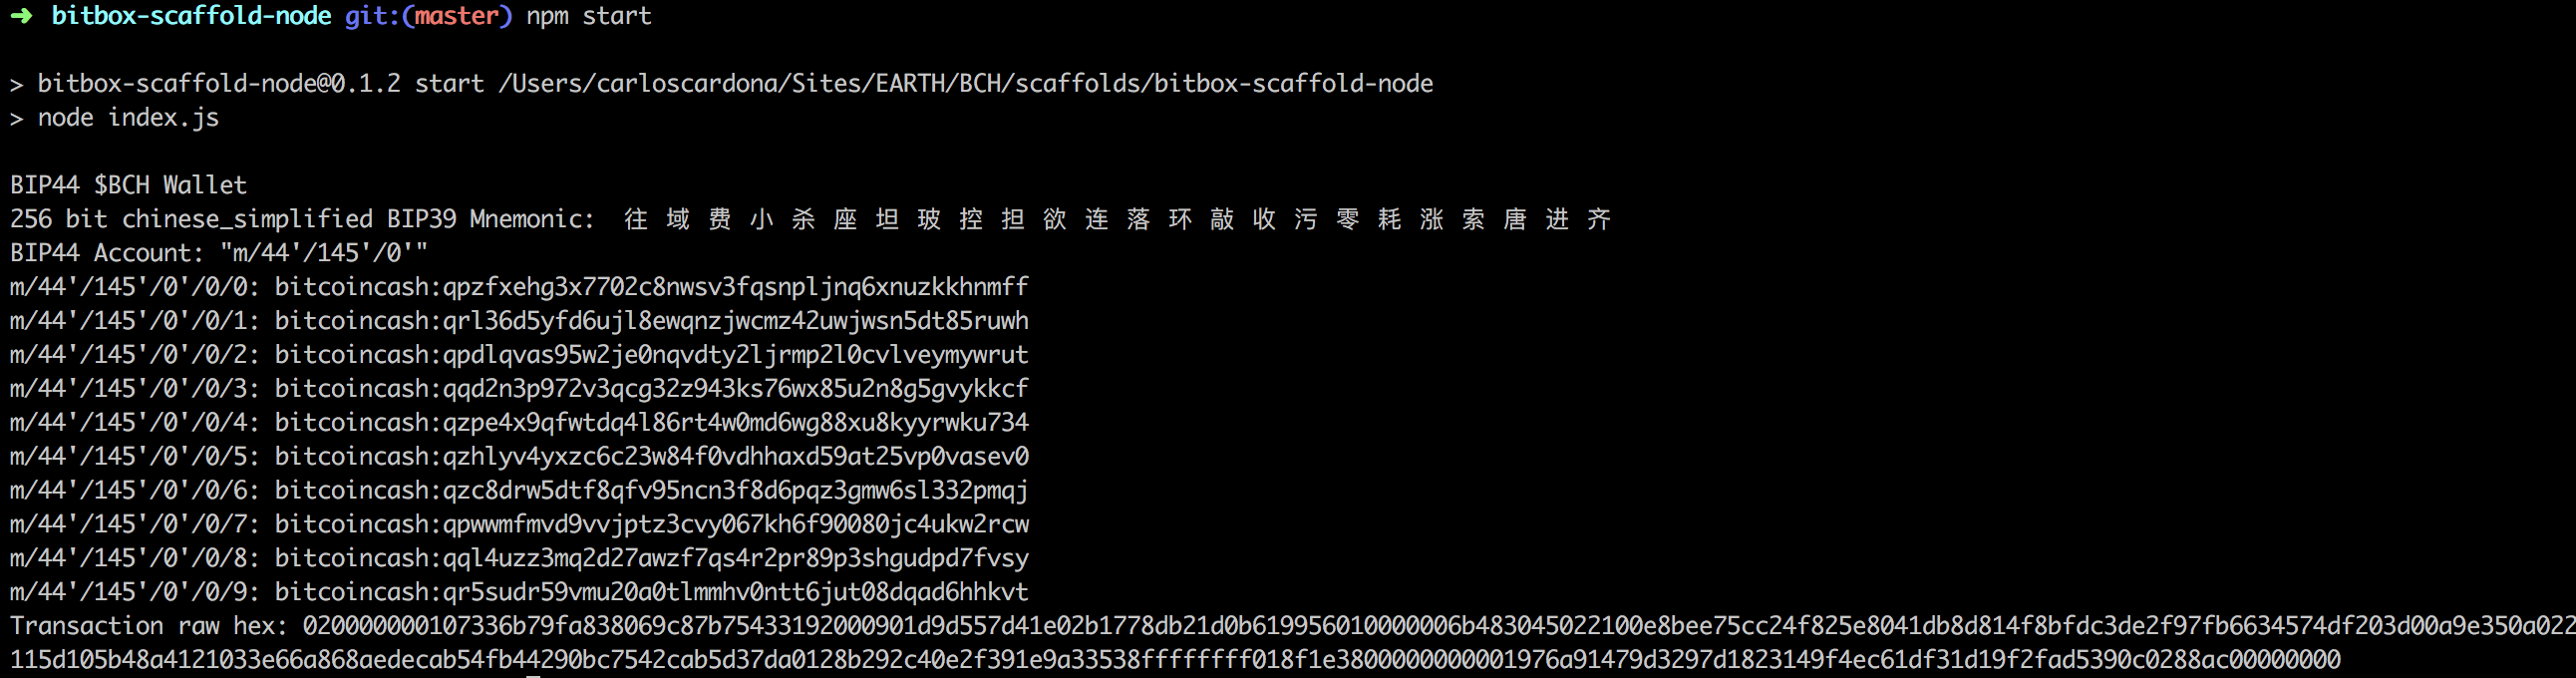 ➜ bitbox-scaffold-node git:(master) npm start
> bitbox-scaffold-node@0.1.2 start /Users/carloscardona/Sites/EARTH/BCH/scaffolds/bitbox-scaffold-node
> node index.js
BIP44 $BCH Wallet
256 bit chinese_simplified BIP39 Mnemonic: 往 域 费 小 杀 座 坦 玻 控 担 欲 连 落 环 敲 收 污 零 耗 涨 索 唐 进 齐
BIP44 Account: "m/44'/145'/0'"
m/44'/145'/0'/0/0: bitcoincash:qpzfxehg3x7702c8nwsv3fqsnpljnq6xnuzkkhnmff
m/44'/145'/0'/0/1: bitcoincash:qrl36d5yfd6ujl8ewqnzjwcmz42uwjwsn5dt85ruwh
m/44'/145'/0'/0/2: bitcoincash:qpdlqvas95w2je0nqvdty2ljrmp2l0cvlveymywrut
m/44'/145'/0'/0/3: bitcoincash:qqd2n3p972v3qcg32z943ks76wx85u2n8g5gvykkcf
m/44'/145'/0'/0/4: bitcoincash:qzpe4x9qfwtdq4l86rt4w0md6wg88xu8kyyrwku734
m/44'/145'/0'/0/5: bitcoincash:qzhlyv4yxzc6c23w84f0vdhhaxd59at25vp0vasev0
m/44'/145'/0'/0/6: bitcoincash:qzc8drw5dtf8qfv95ncn3f8d6pqz3gmw6sl332pmqj
m/44'/145'/0'/0/7: bitcoincash:qpwwmfmvd9vvjptz3cvy067kh6f90080jc4ukw2rcw
m/44'/145'/0'/0/8: bitcoincash:qql4uzz3mq2d27awzf7qs4r2pr89p3shgudpd7fvsy
m/44'/145'/0'/0/9: bitcoincash:qr5sudr59vmu20a0tlmmhv0ntt6jut08dqad6hhkvt
Transaction raw hex: 020000000107336b79fa838069c87b75433192000901d9d557d41e02b1778db21d0b619956010000006b483045022100e8bee75cc24f825e8041db8d814f8bfdc3de2f97fb6634574df203d00a9e350a022
115d105b48a4121033e66a868aedecab54fb44290bc7542cab5d37da0128b292c40e2f391e9a33538ffffffff018f1e3800000000001976a91479d3297d1823149f4ec61df31d19f2fad5390c0288ac00000000